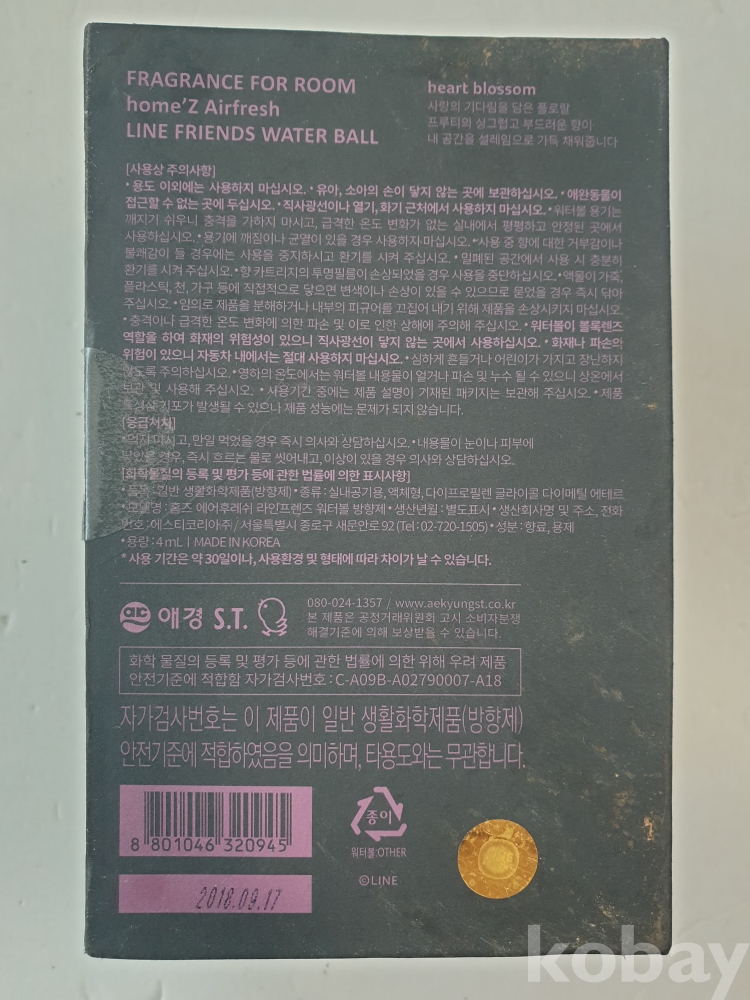 FRAGRANCE FOR ROOM
home'Z Airfresh
LINE FRIENDS WATER BALL
heart blossom
사랑의 기다림을 담은 플로랄
프루티의 싱그럽고 부드러운 향이
내 공간을 설레임으로 가득 채워줍니다
[사용상 주의사항]
• 용도 이외에는 사용하지 마십시오. • 유아, 소아의 손이 닿지 않는 곳에 보관하십시오. • 애완동물이
접근할 수 없는 곳에 두십시오. • 직사광선이나 열기, 화기 근처에서 사용하지 마십시오. • 워터볼 용기는
깨지기 쉬우니 충격을 가하지 마시고, 급격한 온도 변화가 없는 실내에서 평평하고 안정된 곳에서
사용하십시오. • 용기에 깨짐이나 균열이 있을 경우 사용하지 마십시오. • 사용 중 향에 대한 거부감이나
불쾌감이 들 경우에는 사용을 중지하시고 환기를 시켜 주십시오. • 밀폐된 공간에서 사용 시 충분히
환기를 시켜 주십시오. • 향 카트리지의 투명필름이 손상되었을 경우 사용을 중단하십시오. • 액물이 가죽,
플라스틱, 천, 가구 등에 직접적으로 닿으면 변색이나 손상이 있을 수 있으므로 묻었을 경우 즉시 닦아
주십시오. • 임의로 제품을 분해하거나 내부의 피규어를 끄집어 내기 위해 제품을 손상시키지 마십시오.
• 충격이나 급격한 온도 변화에 의한 파손 및 이로 인한 상해에 주의해 주십시오. • 워터볼이 볼록렌즈
역할을 하여 화재의 위험성이 있으니 직사광선이 닿지 않는 곳에서 사용하십시오. • 화재나 파손의
위험이 있으니 자동차 내에서는 절대 사용하지 마십시오. • 심하게 흔들거나 어린이가 가지고 장난하지
않도록 주의하십시오. • 영하의 온도에서는 워터볼 내용물이 얼거나 파손 및 누수 될 수 있으니 상온에서
보관 및 사용해 주십시오. • 사용기간 중에는 제품 설명이 기재된 패키지는 보관해 주십시오. • 제품
특성상 기포가 발생될 수 있으나 제품 성능에는 문제가 되지 않습니다.
[응급처치]
• 먹지 마시고, 만일 먹었을 경우 즉시 의사와 상담하십시오. • 내용물이 눈이나 피부에
닿았을 경우, 즉시 흐르는 물로 씻어내고, 이상이 있을 경우 의사와 상담하십시오.
[화학물질의 등록 및 평가 등에 관한 법률에 의한 표시사항]
• 품목: 일반 생활화학제품(방향제) • 종류: 실내공기용, 액체형, 다이프로필렌 글라이콜 다이메틸 에테르
• 모델명: 홈즈 에어후레쉬 라인프렌즈 워터볼 방향제 • 생산년월: 별도표시 • 생산회사명 및 주소, 전화
번호: 에스티코리아㈜ / 서울특별시 종로구 새문안로 92 (Tel: 02-720-1505) • 성분: 향료, 용제
• 용량: 4 mL | MADE IN KOREA
* 사용 기간은 약 30일이나, 사용환경 및 형태에 따라 차이가 날 수 있습니다.
애경 S.T.
080-024-1357 / www.aekyungst.co.kr
본 제품은 공정거래위원회 고시 소비자분쟁
해결기준에 의해 보상받을 수 있습니다.
화학 물질의 등록 및 평가 등에 관한 법률에 의한 위해 우려 제품
안전기준에 적합함 자가검사번호 : C-A09B-A02790007-A18
자가검사번호는 이 제품이 일반 생활화학제품(방향제)
안전기준에 적합하였음을 의미하며, 타용도와는 무관합니다.
8 801046 320945
종이
워터볼:OTHER
©LINE
2018.09.17
kobay